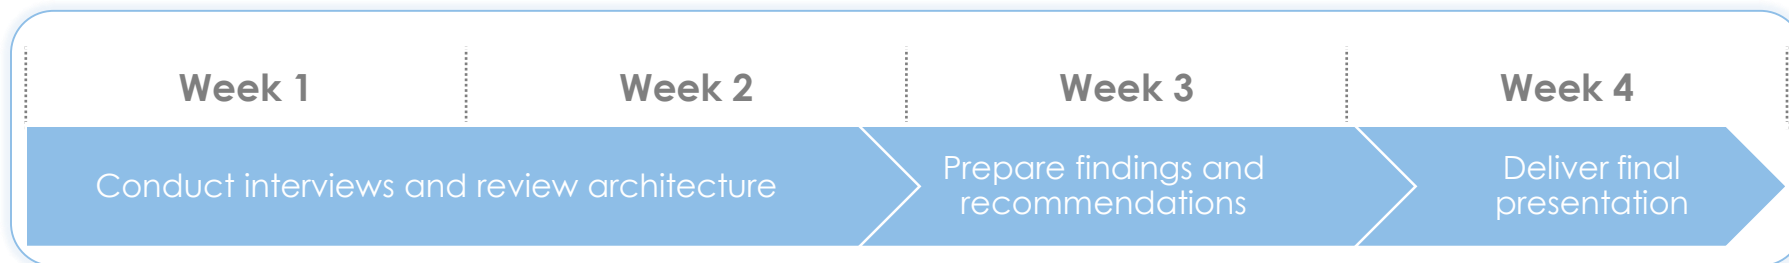 Week 1
Week 2
Week 3
Week 4
Conduct interviews and review architecture
Prepare findings and
recommendations
Deliver final
presentation